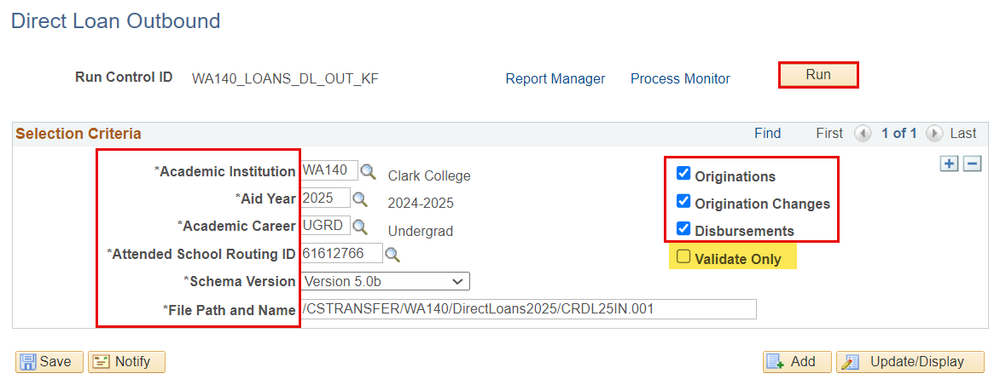 Direct Loan Outbound
Run Control ID WA140_LOANS_DL_OUT_KF Report Manager Process Monitor Run
Selection Criteria Find First 1 of 1 Last
*Academic Institution WA140 Clark College Originations
*Aid Year 2025 2024-2025 Origination Changes
*Academic Career UGRD Undergrad Disbursements
*Attended School Routing ID 61612766 Validate Only
*Schema Version Version 5.0b
*File Path and Name /CSTRANSFER/WA140/DirectLoans2025/CRDL25IN.001
Save Notify Add Update/Display